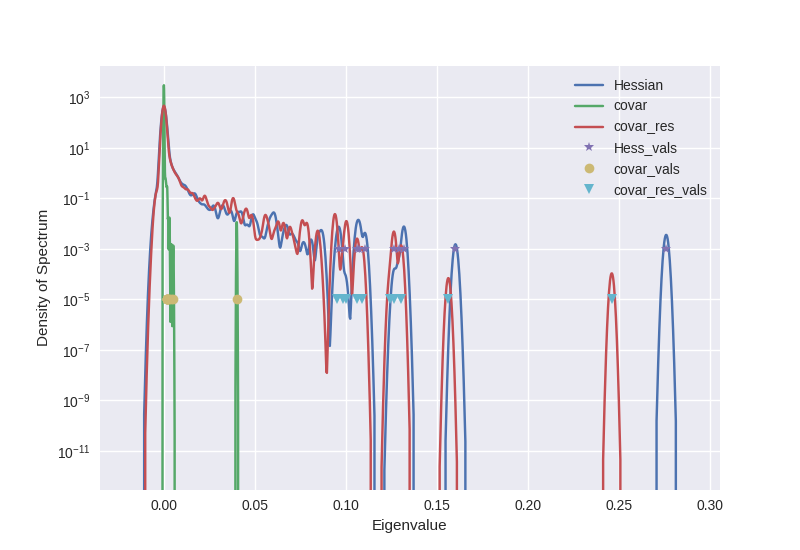 Hessian
covar
covar_res
Hess_vals
covar_vals
covar_res_vals
10^3
10^1
10^−1
10^−3
10^−5
10^−7
10^−9
10^−11
Density of Spectrum
0.00 0.05 0.10 0.15 0.20 0.25 0.30
Eigenvalue